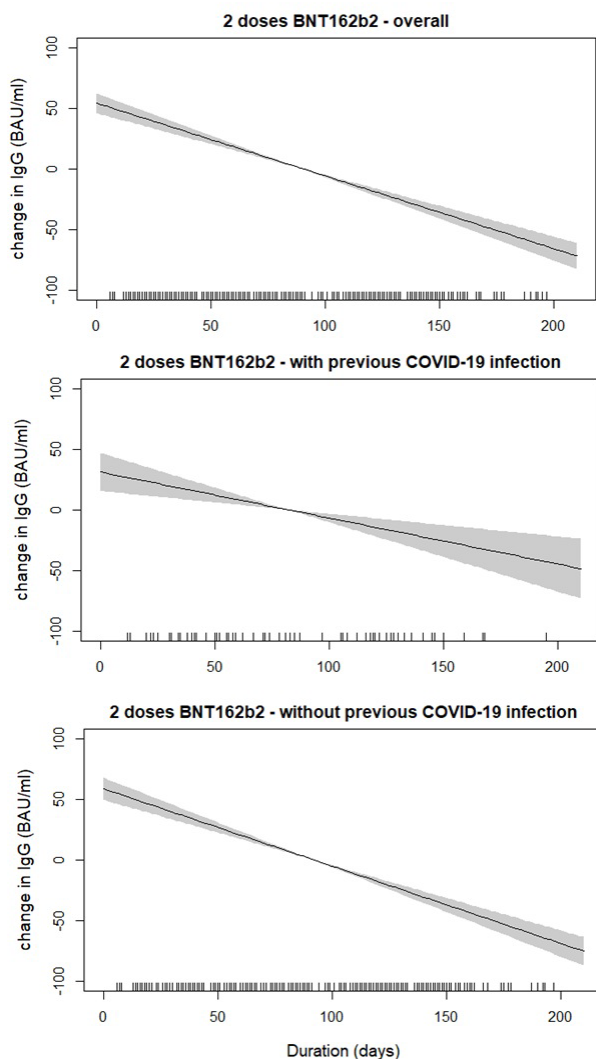 2 doses BNT162b2 - overall
change in IgG (BAU/ml)
100
50
0
-50
-100
0 50 100 150 200
2 doses BNT162b2 - with previous COVID-19 infection
change in IgG (BAU/ml)
100
50
0
-50
-100
0 50 100 150 200
2 doses BNT162b2 - without previous COVID-19 infection
change in IgG (BAU/ml)
100
50
0
-50
-100
0 50 100 150 200
Duration (days)